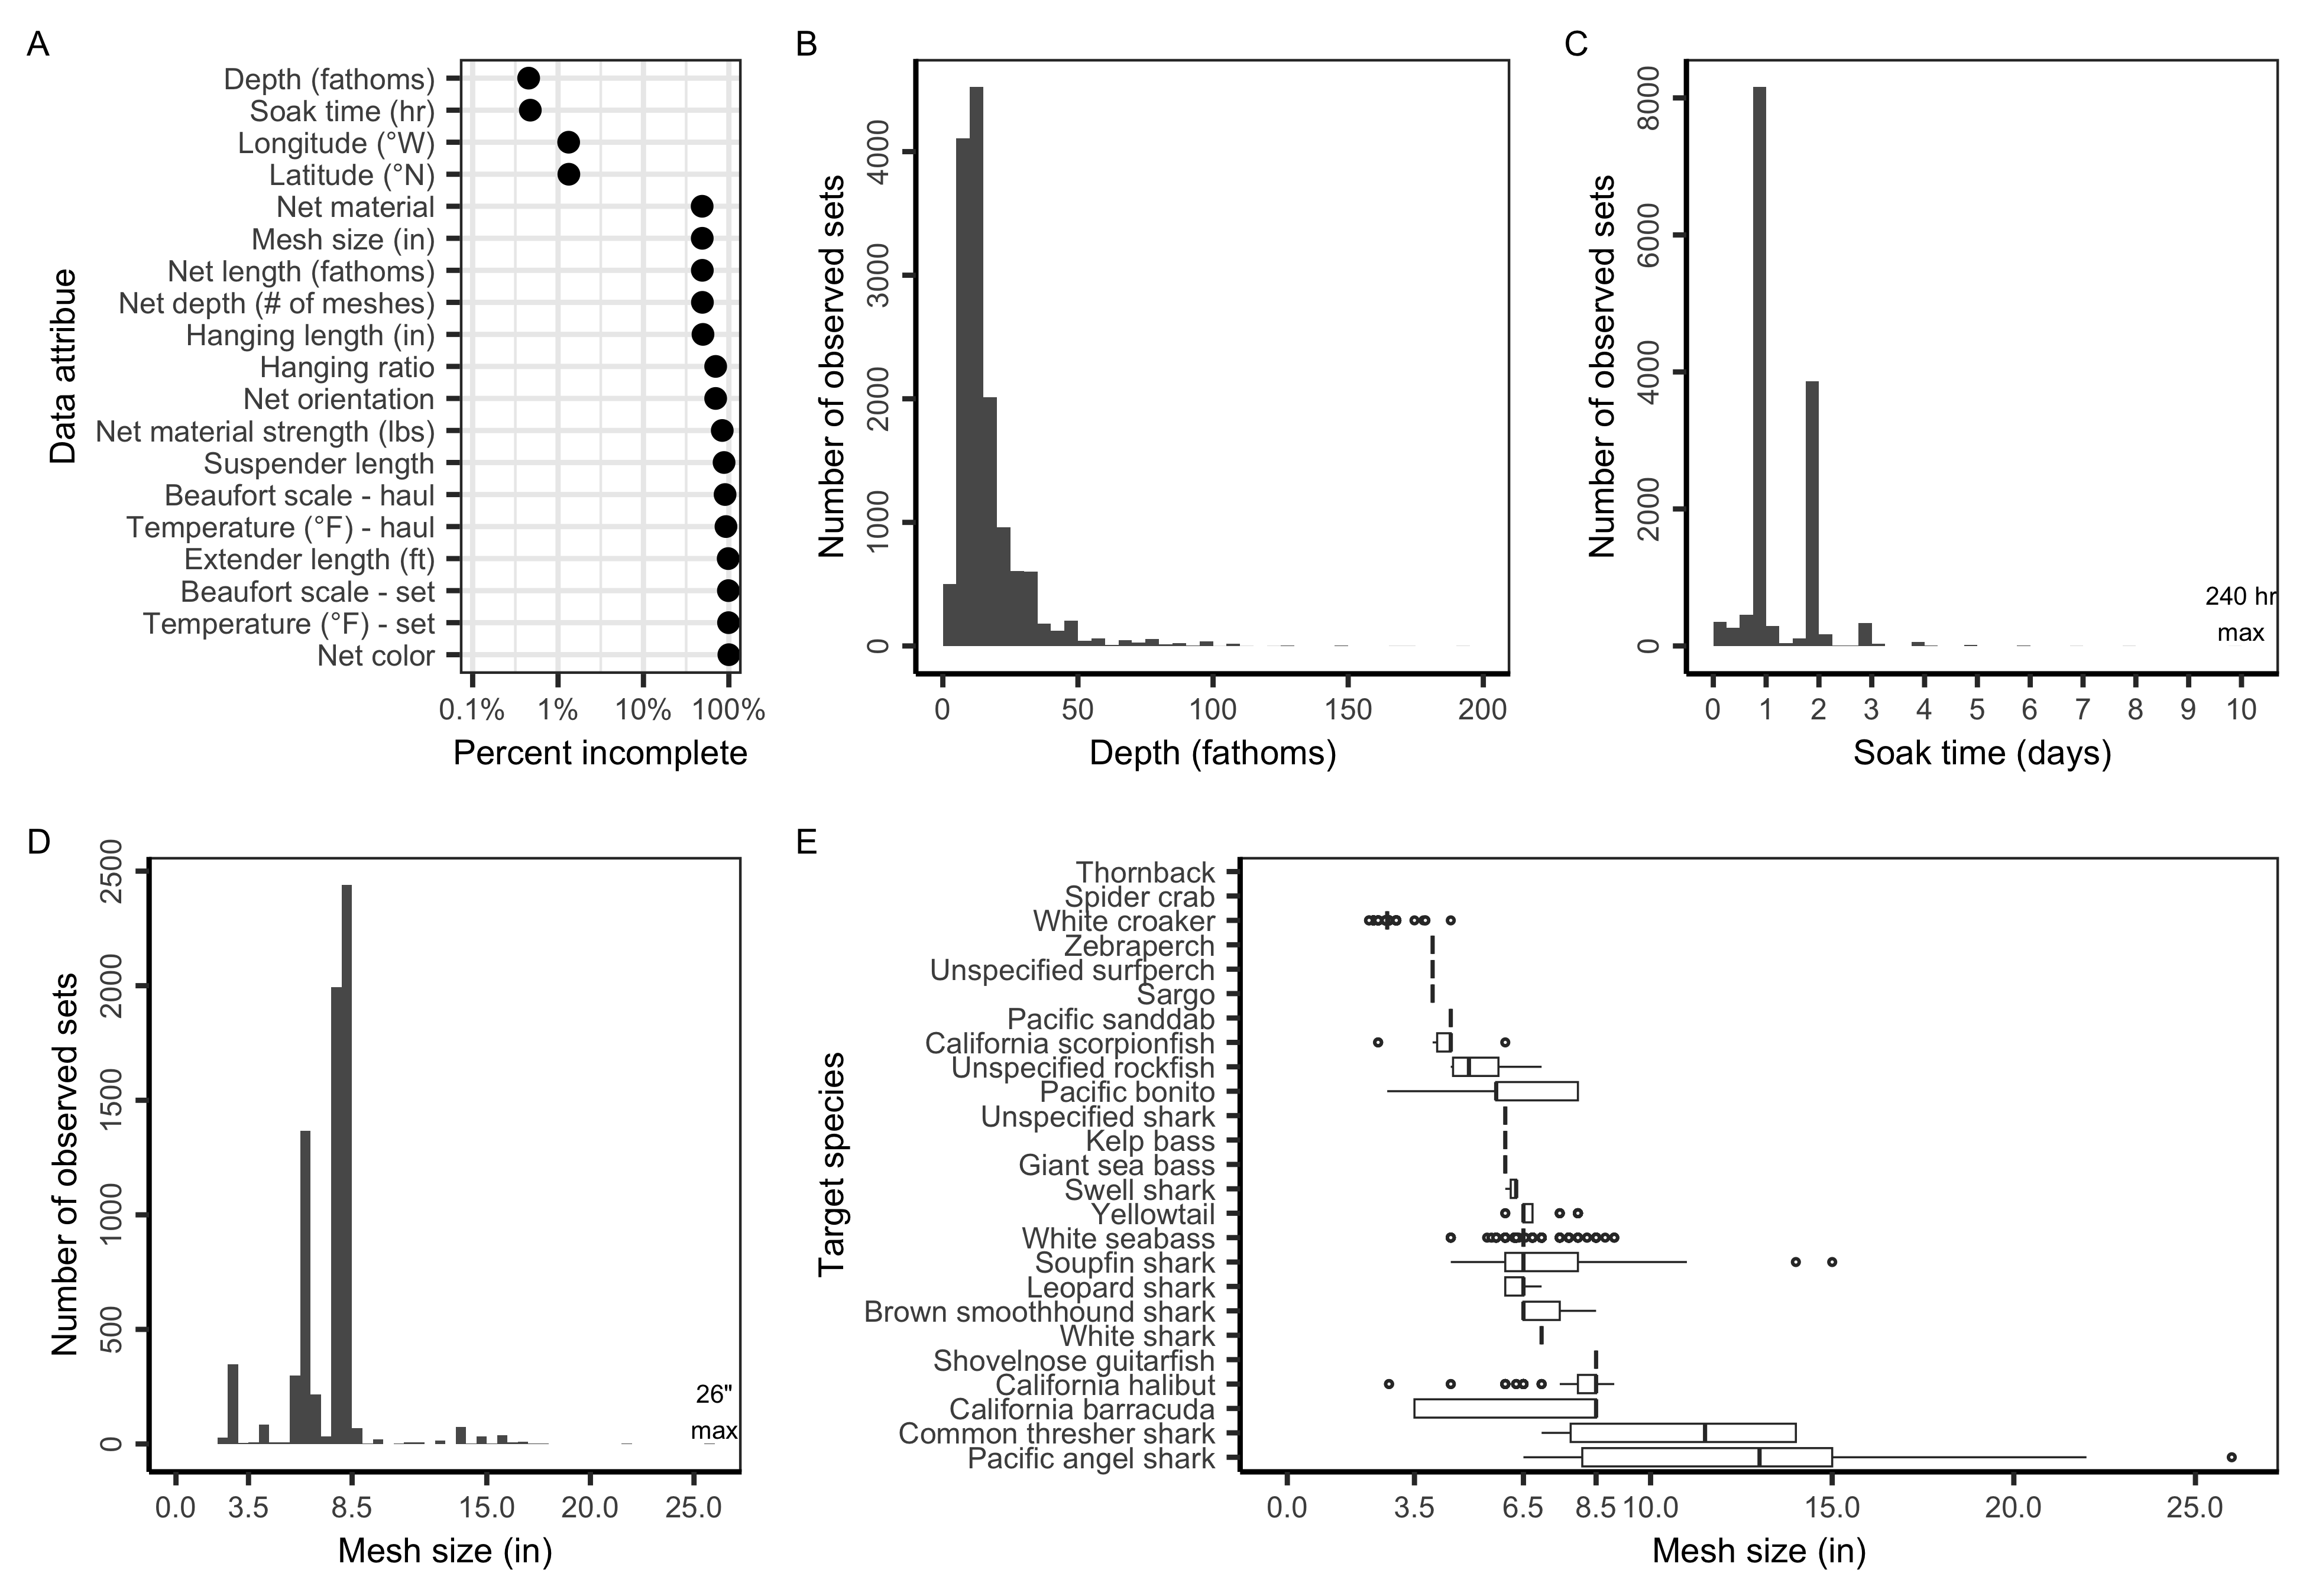 A
Data attribue
Depth (fathoms)
Soak time (hr)
Longitude (°W)
Latitude (°N)
Net material
Mesh size (in)
Net length (fathoms)
Net depth (# of meshes)
Hanging length (in)
Hanging ratio
Net orientation
Net material strength (lbs)
Suspender length
Beaufort scale - haul
Temperature (°F) - haul
Extender length (ft)
Beaufort scale - set
Temperature (°F) - set
Net color
0.1% 1% 10% 100%
Percent incomplete
B
Number of observed sets
4000
3000
2000
1000
0
0 50 100 150 200
Depth (fathoms)
C
Number of observed sets
8000
6000
4000
2000
0
240 hr
max
0 1 2 3 4 5 6 7 8 9 10
Soak time (days)
D
Number of observed sets
2500
2000
1500
1000
500
0
26"
max
0.0 3.5 8.5 15.0 20.0 25.0
Mesh size (in)
E
Target species
Thornback
Spider crab
White croaker
Zebraperch
Unspecified surfperch
Sargo
Pacific sanddab
California scorpionfish
Unspecified rockfish
Pacific bonito
Unspecified shark
Kelp bass
Giant sea bass
Swell shark
Yellowtail
White seabass
Soupfin shark
Leopard shark
Brown smoothhound shark
White shark
Shovelnose guitarfish
California halibut
California barracuda
Common thresher shark
Pacific angel shark
0.0 3.5 6.5 8.5 10.0 15.0 20.0 25.0
Mesh size (in)